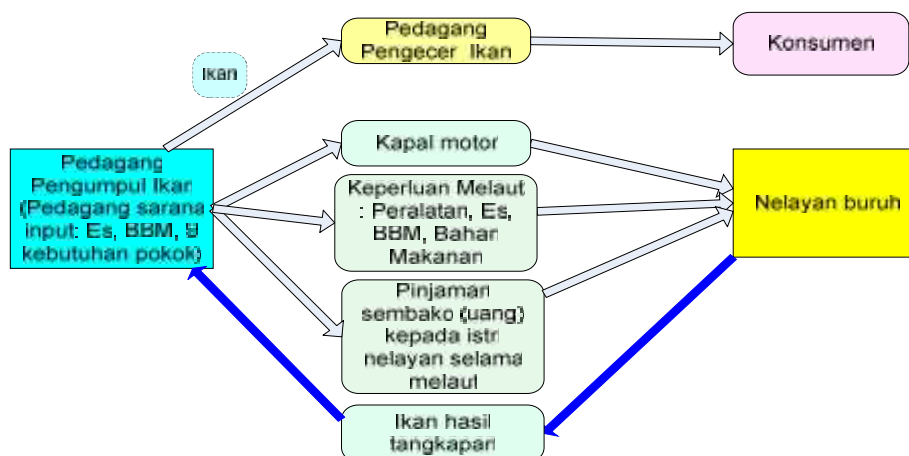 Pedagang
Pengecer Ikan
Konsumen
Ikan
Kapal motor
Pedagang
Pengumpul Ikan
(Pedagang sarana
input: Es, BBM, &
kebutuhan pokok)
Keperluan Melaut
: Peralatan, Es,
BBM, Bahan
Makanan
Nelayan buruh
Pinjaman
sembako (uang)
kepada istri
nelayan selama
melaut
Ikan hasil
tangkapan